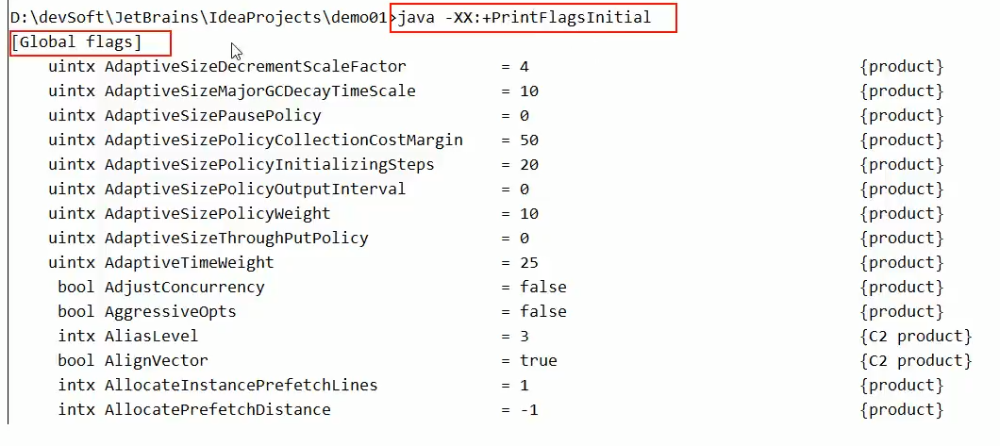 D:\devSoft\JetBrains\IdeaProjects\demo01>java -XX:+PrintFlagsInitial
[Global flags]
uintx AdaptiveSizeDecrementScaleFactor = 4 {product}
uintx AdaptiveSizeMajorGCDecayTimeScale = 10 {product}
uintx AdaptiveSizePausePolicy = 0 {product}
uintx AdaptiveSizePolicyCollectionCostMargin = 50 {product}
uintx AdaptiveSizePolicyInitializingSteps = 20 {product}
uintx AdaptiveSizePolicyOutputInterval = 0 {product}
uintx AdaptiveSizePolicyWeight = 10 {product}
uintx AdaptiveSizeThroughPutPolicy = 0 {product}
uintx AdaptiveTimeWeight = 25 {product}
bool AdjustConcurrency = false {product}
bool AggressiveOpts = false {product}
intx AliasLevel = 3 {C2 product}
bool AlignVector = true {C2 product}
intx AllocateInstancePrefetchLines = 1 {product}
intx AllocatePrefetchDistance = -1 {product}